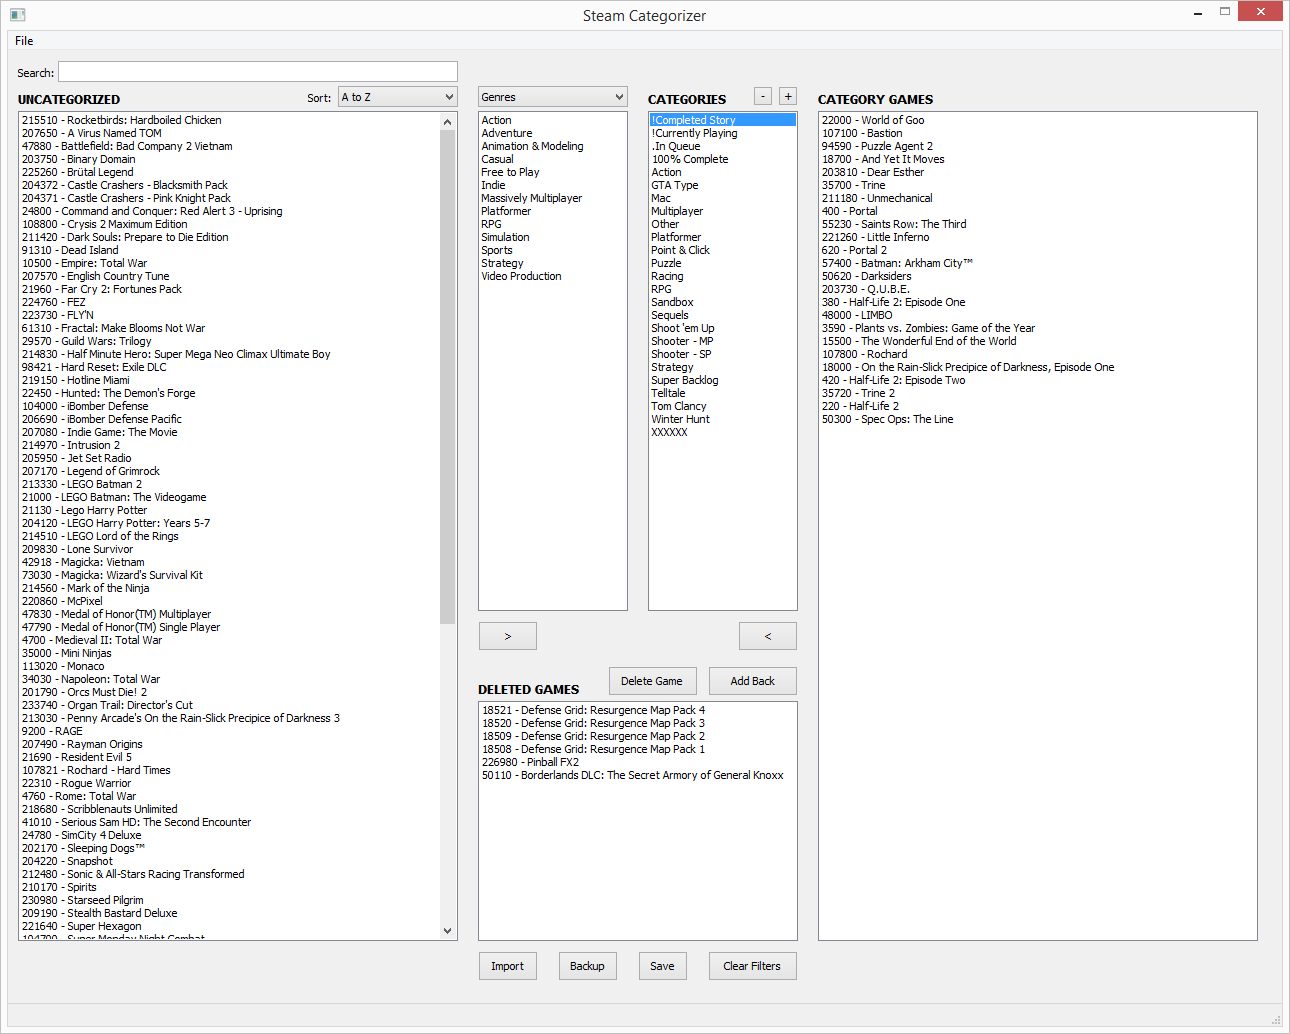 Steam Categorizer
File
Search:
UNCATEGORIZED
Sort:
A to Z
215510 - Rocketbirds: Hardboiled Chicken
207650 - A Virus Named TOM
47880 - Battlefield: Bad Company 2 Vietnam
203750 - Binary Domain
225260 - Brütal Legend
204372 - Castle Crashers - Blacksmith Pack
204371 - Castle Crashers - Pink Knight Pack
24800 - Command and Conquer: Red Alert 3 - Uprising
108800 - Crysis 2 Maximum Edition
211420 - Dark Souls: Prepare to Die Edition
91310 - Dead Island
10500 - Empire: Total War
207570 - English Country Tune
21960 - Far Cry 2: Fortunes Pack
224760 - FEZ
223730 - FLY'N
61310 - Fractal: Make Blooms Not War
29570 - Guild Wars: Trilogy
214830 - Half Minute Hero: Super Mega Neo Climax Ultimate Boy
98421 - Hard Reset: Exile DLC
219150 - Hotline Miami
22450 - Hunted: The Demon's Forge
104000 - iBomber Defense
206690 - iBomber Defense Pacific
207080 - Indie Game: The Movie
214970 - Intrusion 2
205950 - Jet Set Radio
207170 - Legend of Grimrock
213330 - LEGO Batman 2
21000 - LEGO Batman: The Videogame
21130 - Lego Harry Potter
204120 - LEGO Harry Potter: Years 5-7
214510 - LEGO Lord of the Rings
209830 - Lone Survivor
42918 - Magicka: Vietnam
73030 - Magicka: Wizard's Survival Kit
214560 - Mark of the Ninja
220860 - McPixel
47830 - Medal of Honor(TM) Multiplayer
47790 - Medal of Honor(TM) Single Player
4700 - Medieval II: Total War
35000 - Mini Ninjas
113020 - Monaco
34030 - Napoleon: Total War
201790 - Orcs Must Die! 2
233740 - Organ Trail: Director's Cut
213030 - Penny Arcade's On the Rain-Slick Precipice of Darkness 3
9200 - RAGE
207490 - Rayman Origins
21690 - Resident Evil 5
107821 - Rochard - Hard Times
22310 - Rogue Warrior
4760 - Rome: Total War
218680 - Scribblenauts Unlimited
41010 - Serious Sam HD: The Second Encounter
24780 - SimCity 4 Deluxe
202170 - Sleeping Dogs™
204220 - Snapshot
212480 - Sonic & All-Stars Racing Transformed
210170 - Spirits
230980 - Starseed Pilgrim
209190 - Stealth Bastard Deluxe
221640 - Super Hexagon
104700 - Super Monday Night Combat
Genres
Action
Adventure
Animation & Modeling
Casual
Free to Play
Indie
Massively Multiplayer
Platformer
RPG
Simulation
Sports
Strategy
Video Production
>
CATEGORIES
-
+
!Completed Story
!Currently Playing
.In Queue
100% Complete
Action
GTA Type
Mac
Multiplayer
Other
Platformer
Point & Click
Puzzle
Racing
RPG
Sandbox
Sequels
Shoot 'em Up
Shooter - MP
Shooter - SP
Strategy
Super Backlog
Telltale
Tom Clancy
Winter Hunt
XXXXXX
<
DELETED GAMES
Delete Game
Add Back
18521 - Defense Grid: Resurgence Map Pack 4
18520 - Defense Grid: Resurgence Map Pack 3
18509 - Defense Grid: Resurgence Map Pack 2
18508 - Defense Grid: Resurgence Map Pack 1
226980 - Pinball FX2
50110 - Borderlands DLC: The Secret Armory of General Knoxx
Import
Backup
Save
Clear Filters
CATEGORY GAMES
22000 - World of Goo
107100 - Bastion
94590 - Puzzle Agent 2
18700 - And Yet It Moves
203810 - Dear Esther
35700 - Trine
211180 - Unmechanical
400 - Portal
55230 - Saints Row: The Third
221260 - Little Inferno
620 - Portal 2
57400 - Batman: Arkham City™
50620 - Darksiders
203730 - Q.U.B.E.
380 - Half-Life 2: Episode One
48000 - LIMBO
3590 - Plants vs. Zombies: Game of the Year
15500 - The Wonderful End of the World
107800 - Rochard
18000 - On the Rain-Slick Precipice of Darkness, Episode One
420 - Half-Life 2: Episode Two
35720 - Trine 2
220 - Half-Life 2
50300 - Spec Ops: The Line